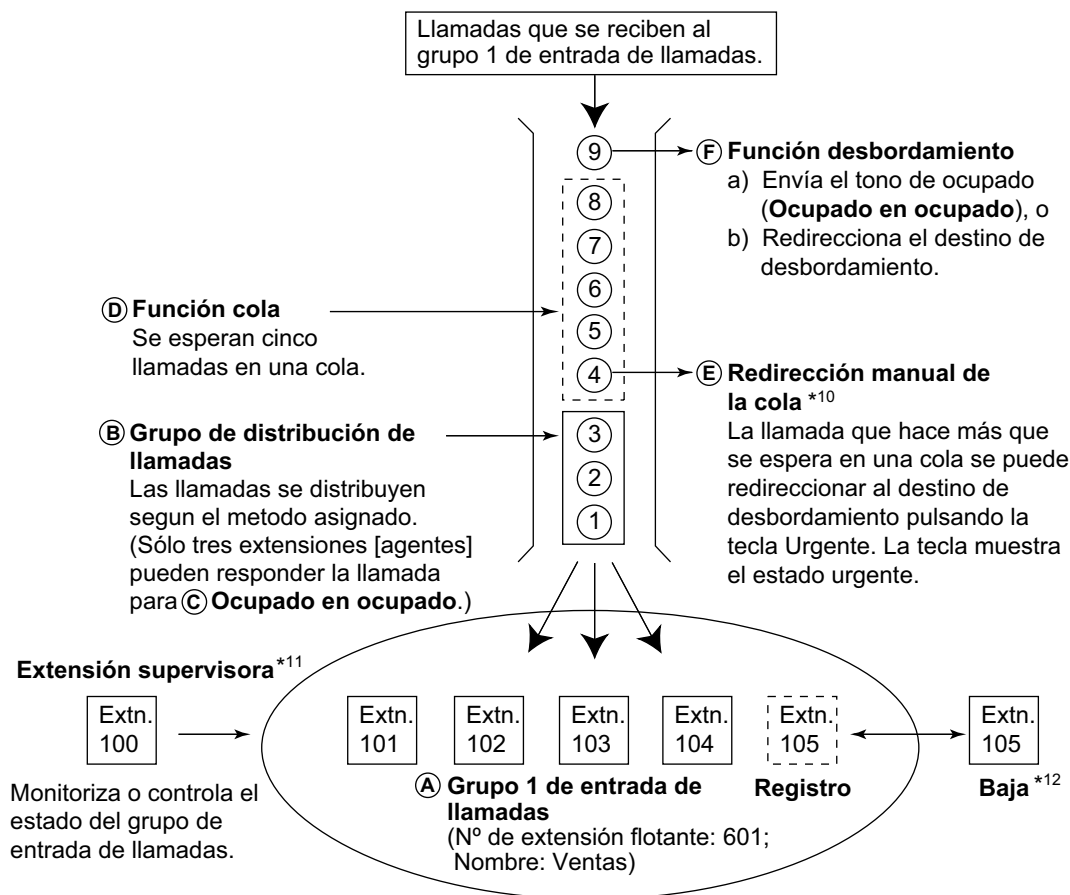 Llamadas que se reciben al
grupo 1 de entrada de llamadas.
9
8
7
6
5
4
3
2
1
F Función desbordamiento
a) Envía el tono de ocupado
(Ocupado en ocupado), o
b) Redirecciona el destino de
desbordamiento.
D Función cola
Se esperan cinco
llamadas en una cola.
E Redirección manual de
la cola *10
La llamada que hace más que
se espera en una cola se puede
redireccionar al destino de
desbordamiento pulsando la
tecla Urgente. La tecla muestra
el estado urgente.
B Grupo de distribución de
llamadas
Las llamadas se distribuyen
segun el metodo asignado.
(Sólo tres extensiones [agentes]
pueden responder la llamada
para C Ocupado en ocupado.)
Extensión supervisora*11
Extn.
100
Monitoriza o controla el
estado del grupo de
entrada de llamadas.
Extn.
101
Extn.
102
Extn.
103
Extn.
104
Extn.
105
Registro
Extn.
105
Baja *12
A Grupo 1 de entrada de
llamadas
(Nº de extensión flotante: 601;
Nombre: Ventas)